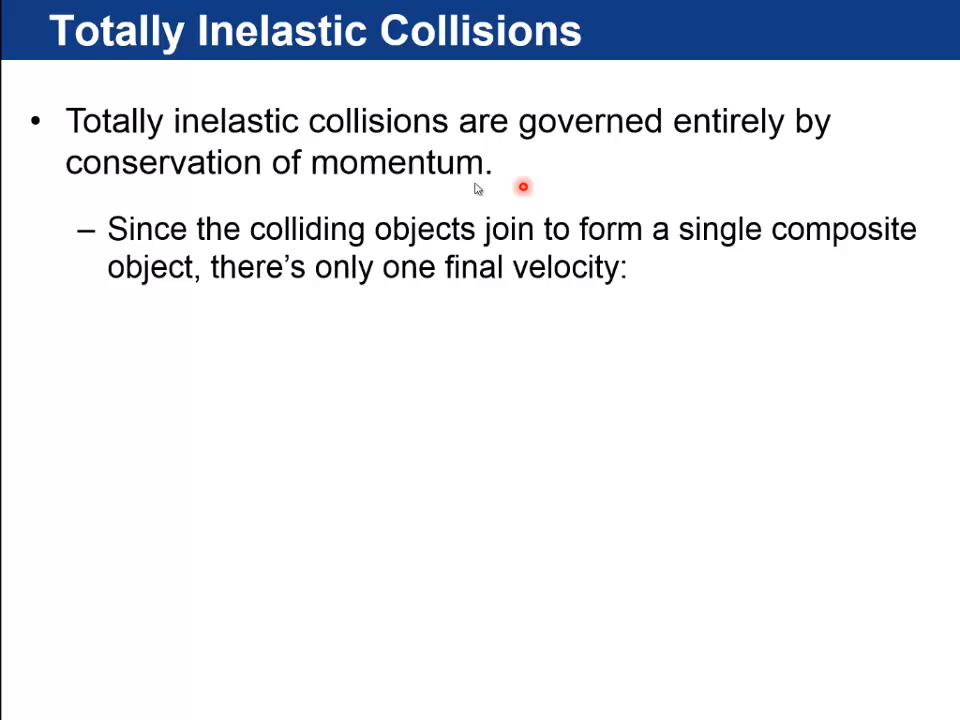 Totally Inelastic Collisions
• Totally inelastic collisions are governed entirely by
conservation of momentum.
– Since the colliding objects join to form a single composite
object, there’s only one final velocity: